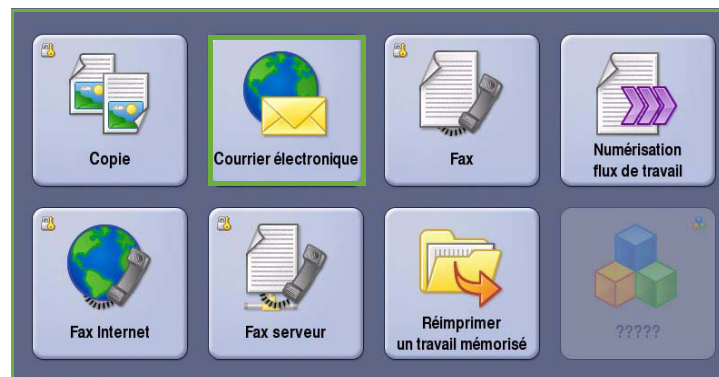 Copie
Courrier électronique
Fax
Numérisation
flux de travail
Fax Internet
Fax serveur
Réimprimer
un travail mémorisé
?????